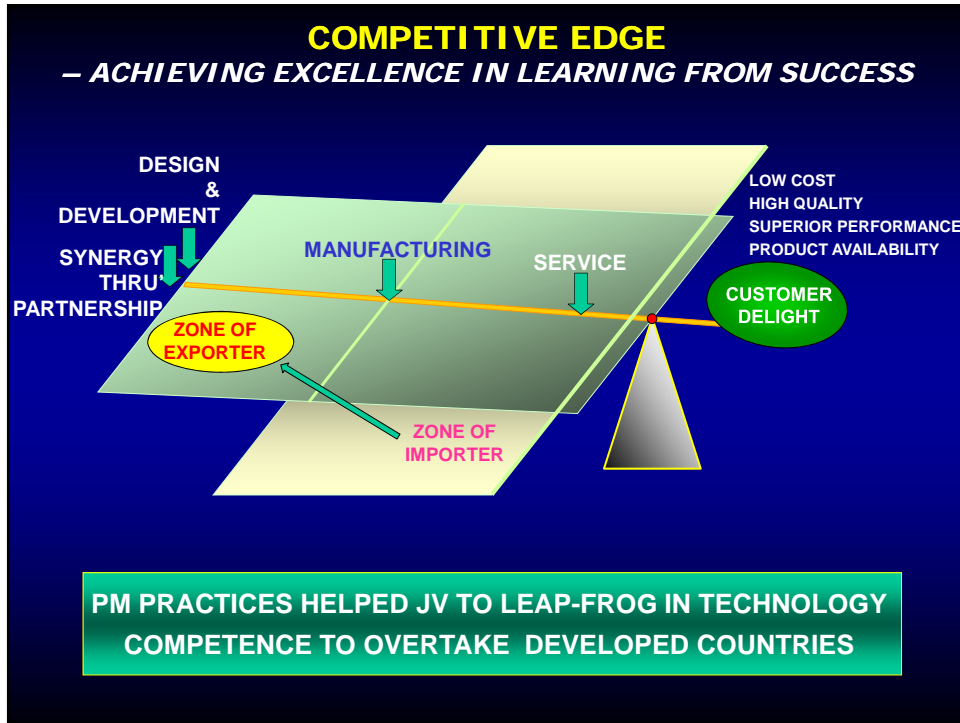 COMPETITIVE EDGE
– ACHIEVING EXCELLENCE IN LEARNING FROM SUCCESS
DESIGN
&
DEVELOPMENT
SYNERGY
THRU'
PARTNERSHIP
MANUFACTURING
SERVICE
LOW COST
HIGH QUALITY
SUPERIOR PERFORMANCE
PRODUCT AVAILABILITY
CUSTOMER
DELIGHT
ZONE OF
EXPORTER
ZONE OF
IMPORTER
PM PRACTICES HELPED JV TO LEAP-FROG IN TECHNOLOGY
COMPETENCE TO OVERTAKE DEVELOPED COUNTRIES